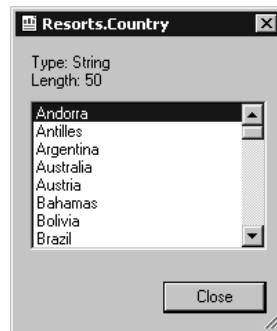 Resorts.Country
Type: String
Length: 50
Andorra
Antilles
Argentina
Australia
Austria
Bahamas
Bolivia
Brazil
Close